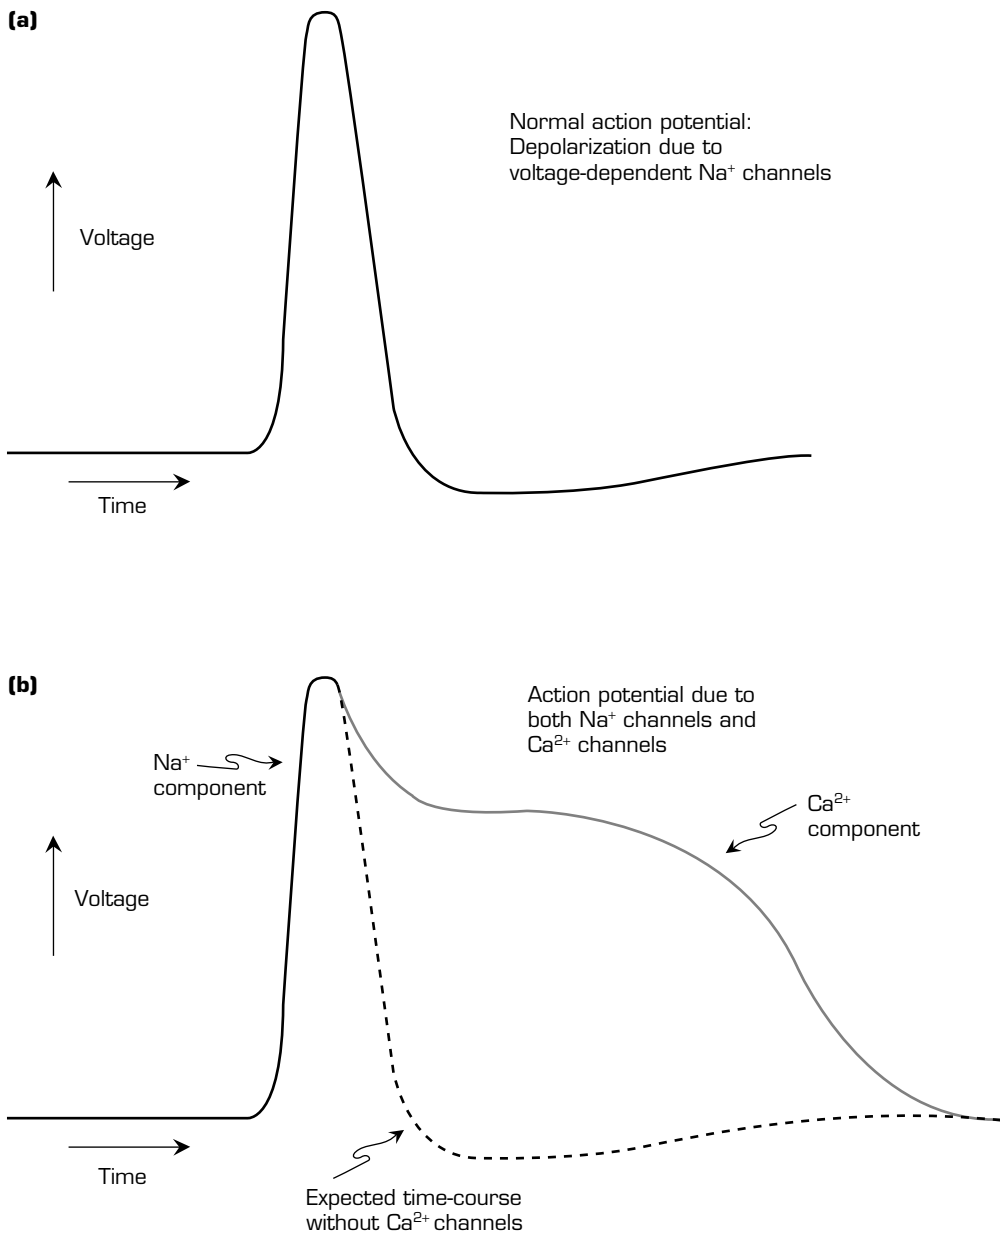 (a)
Normal action potential:
Depolarization due to
voltage-dependent Na⁺ channels
Voltage
Time
(b)
Action potential due to
both Na⁺ channels and
Ca²⁺ channels
Na⁺
component
Ca²⁺
component
Voltage
Time
Expected time-course
without Ca²⁺ channels